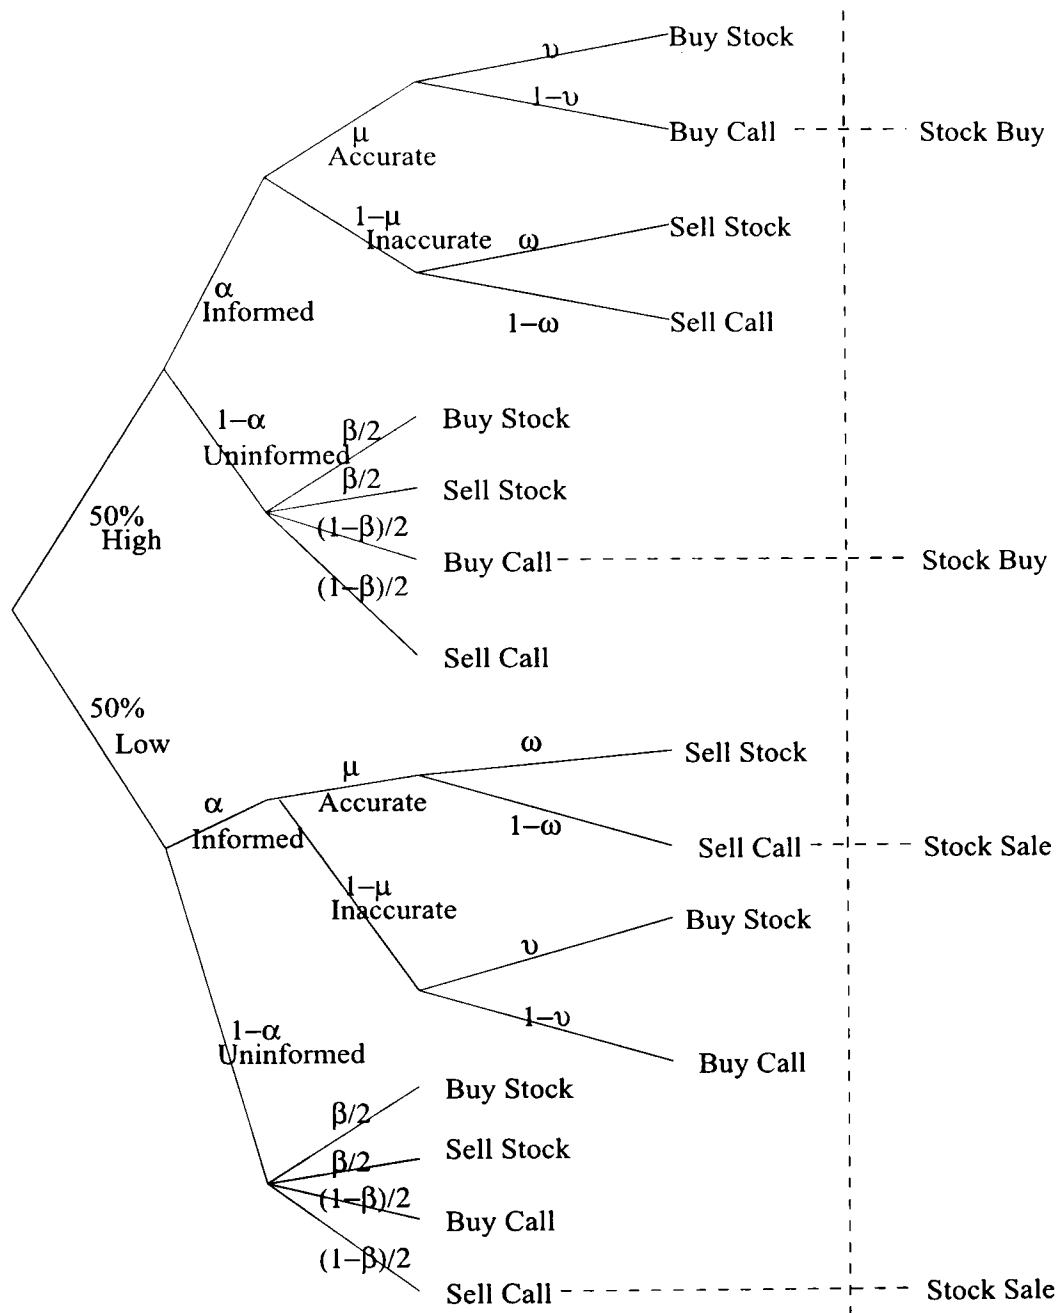 υ
Buy Stock
1−υ
Buy Call
Stock Buy
μ
Accurate
1−μ
Inaccurate
ω
Sell Stock
1−ω
Sell Call
α
Informed
1−α
Uninformed
β/2
Buy Stock
β/2
Sell Stock
(1−β)/2
Buy Call
Stock Buy
(1−β)/2
Sell Call
50%
High
50%
Low
α
Informed
μ
Accurate
ω
Sell Stock
1−ω
Sell Call
Stock Sale
1−μ
Inaccurate
υ
Buy Stock
1−υ
Buy Call
1−α
Uninformed
β/2
Buy Stock
β/2
Sell Stock
(1−β)/2
Buy Call
(1−β)/2
Sell Call
Stock Sale